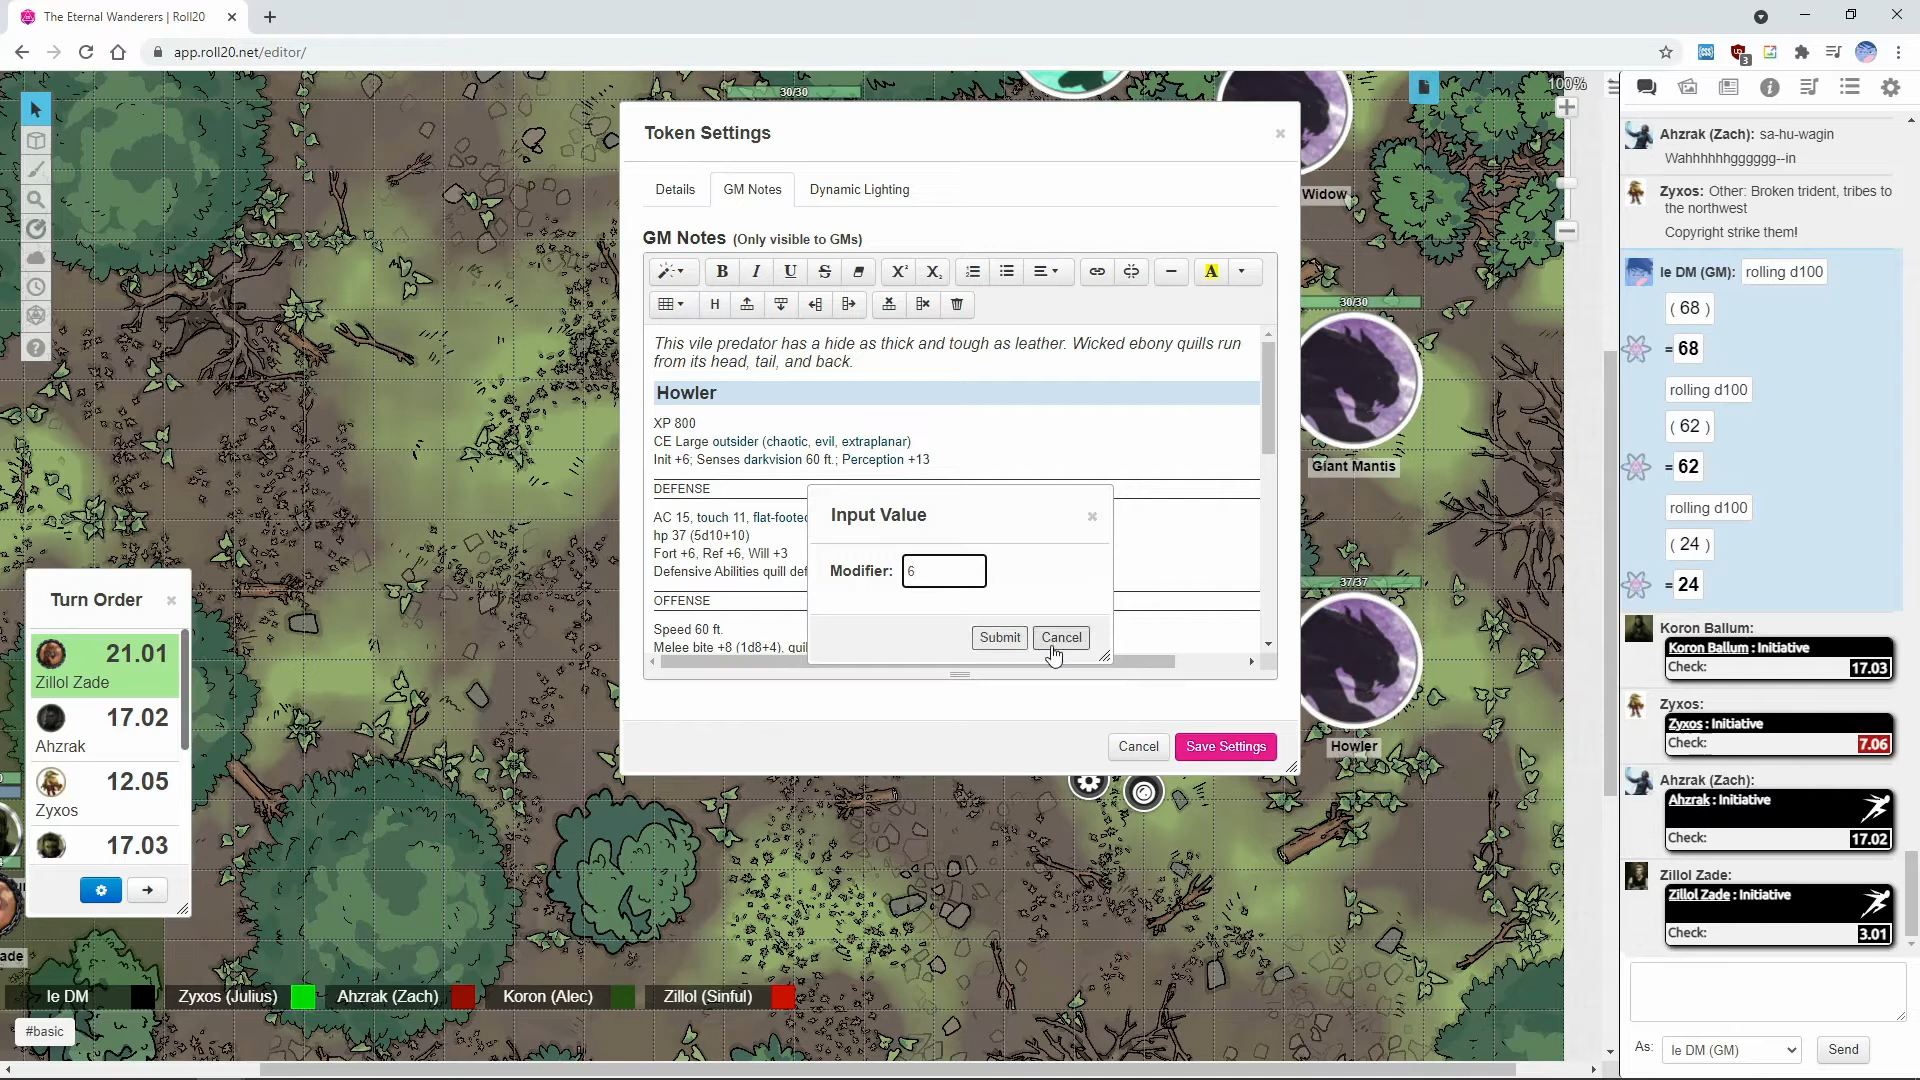 The Eternal Wanderers | Roll20
app.roll20.net/editor/
3
30/30
100%
Token Settings
Details
GM Notes
Dynamic Lighting
GM Notes (Only visible to GMs)
This vile predator has a hide as thick and tough as leather. Wicked ebony quills run
from its head, tail, and back.
Howler
XP 800
CE Large outsider (chaotic, evil, extraplanar)
Init +6; Senses darkvision 60 ft.; Perception +13
DEFENSE
AC 15, touch 11, flat-footed
hp 37 (5d10+10)
Fort +6, Ref +6, Will +3
Defensive Abilities quill def
OFFENSE
Speed 60 ft.
Melee bite +8 (1d8+4), quil
Input Value
Modifier: 6
Submit
Cancel
Cancel
Save Settings
Widow
30/30
Giant Mantis
37/37
Howler
Turn Order
21.01
Zillol Zade
17.02
Ahzrak
12.05
Zyxos
17.03
ade
le DM
Zyxos (Julius)
Ahzrak (Zach)
Koron (Alec)
Zillol (Sinful)
#basic
Ahzrak (Zach): sa-hu-wagin
Wahhhhhhgggggg--in
Zyxos: Other: Broken trident, tribes to
the northwest
Copyright strike them!
le DM (GM): rolling d100
( 68 )
= 68
rolling d100
( 62 )
= 62
rolling d100
( 24 )
= 24
Koron Ballum:
Koron Ballum : Initiative
Check: 17.03
Zyxos:
Zyxos : Initiative
Check: 7.06
Ahzrak (Zach):
Ahzrak : Initiative
Check: 17.02
Zillol Zade:
Zillol Zade : Initiative
Check: 3.01
As: le DM (GM)
Send